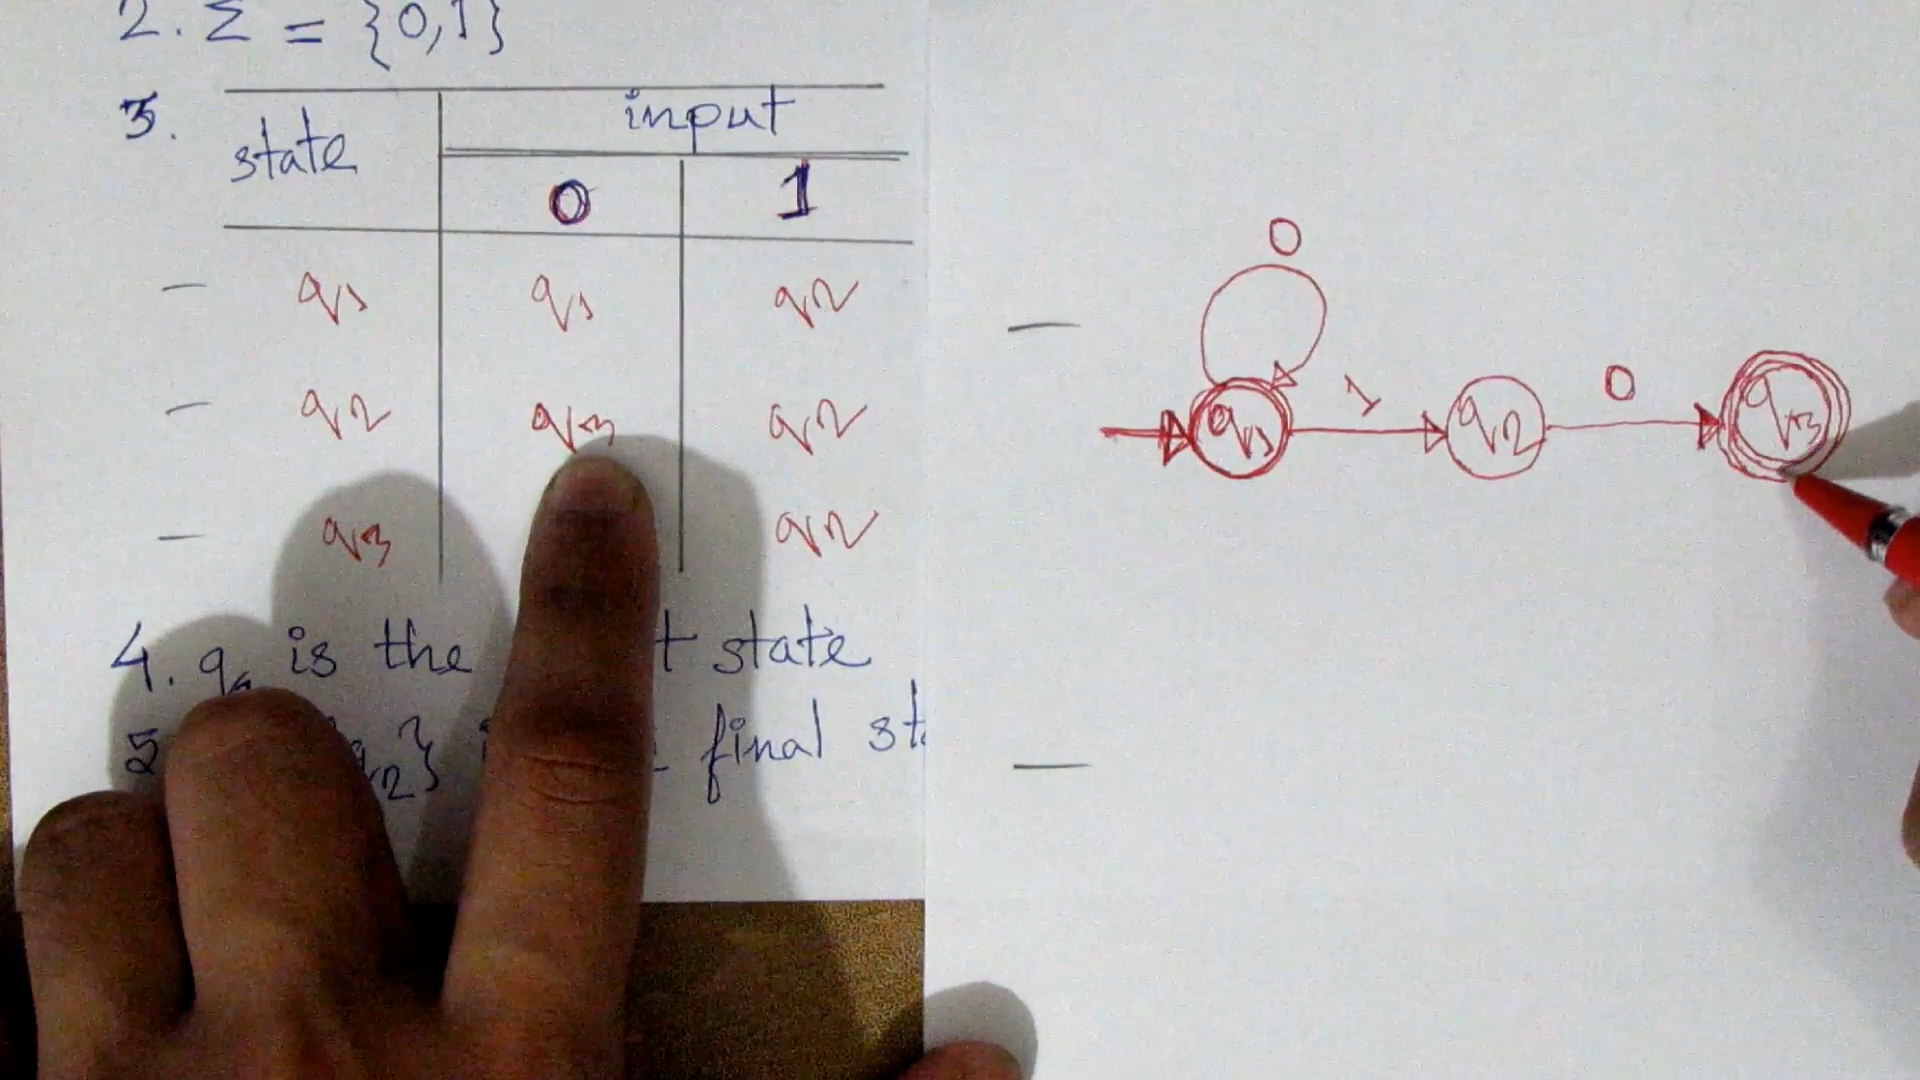 2. Σ = {0,1}
3.
state input
0 1
q1 q1 q2
q2 q3 q2
q3 q2
4. q1 is the state
5 q2} final
0
q1 1 q2 0 q3